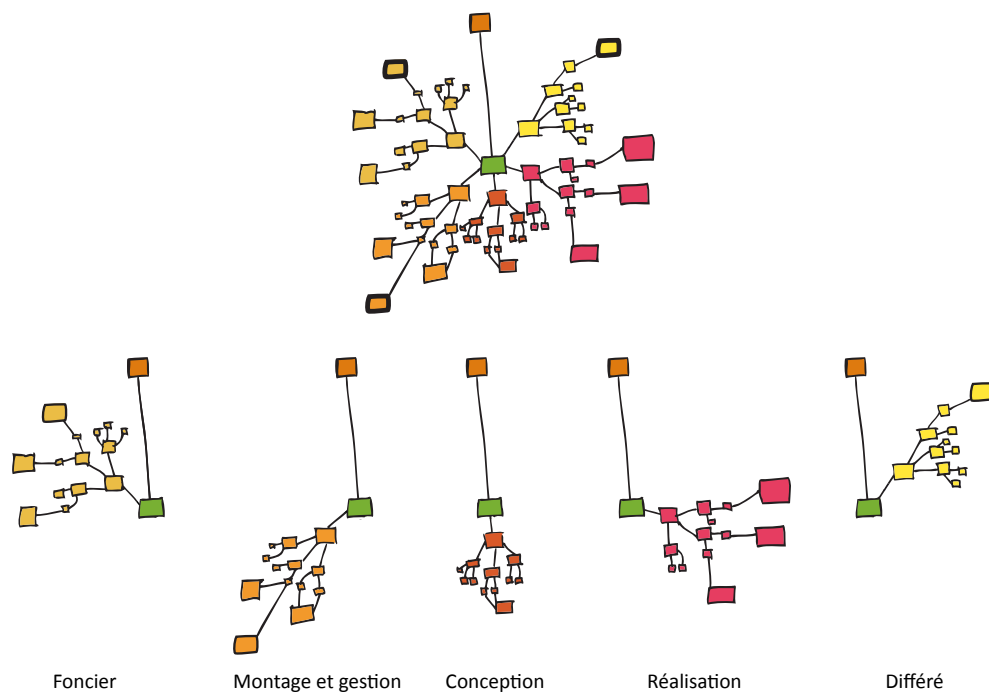 Foncier
Montage et gestion
Conception
Réalisation
Différé